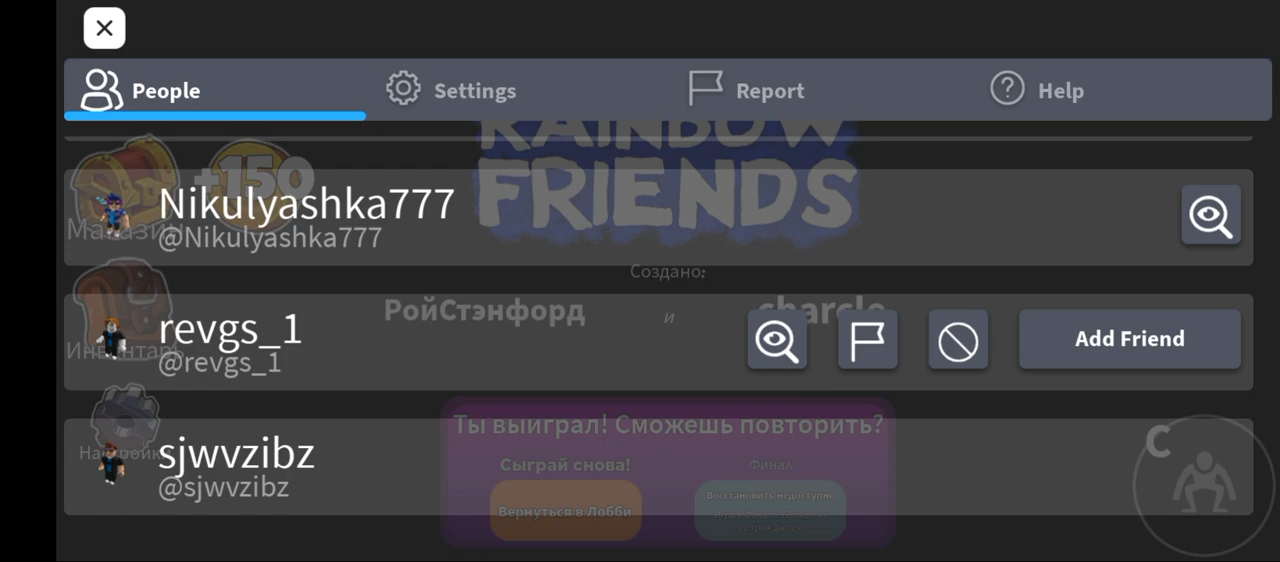 People Settings Report Help
RAINBOW
FRIENDS
+150
Nikulyashka777
@Nikulyashka777
Магазин
Создано:
РойСтэнфорд и charcle
revgs_1
@revgs_1
Add Friend
Инвентарь
Ты выиграл! Сможешь повторить?
C
sjwvzibz
@sjwvzibz
Настройк
Сыграй снова! Финал
Вернуться в Лобби
Восстановить недоступно